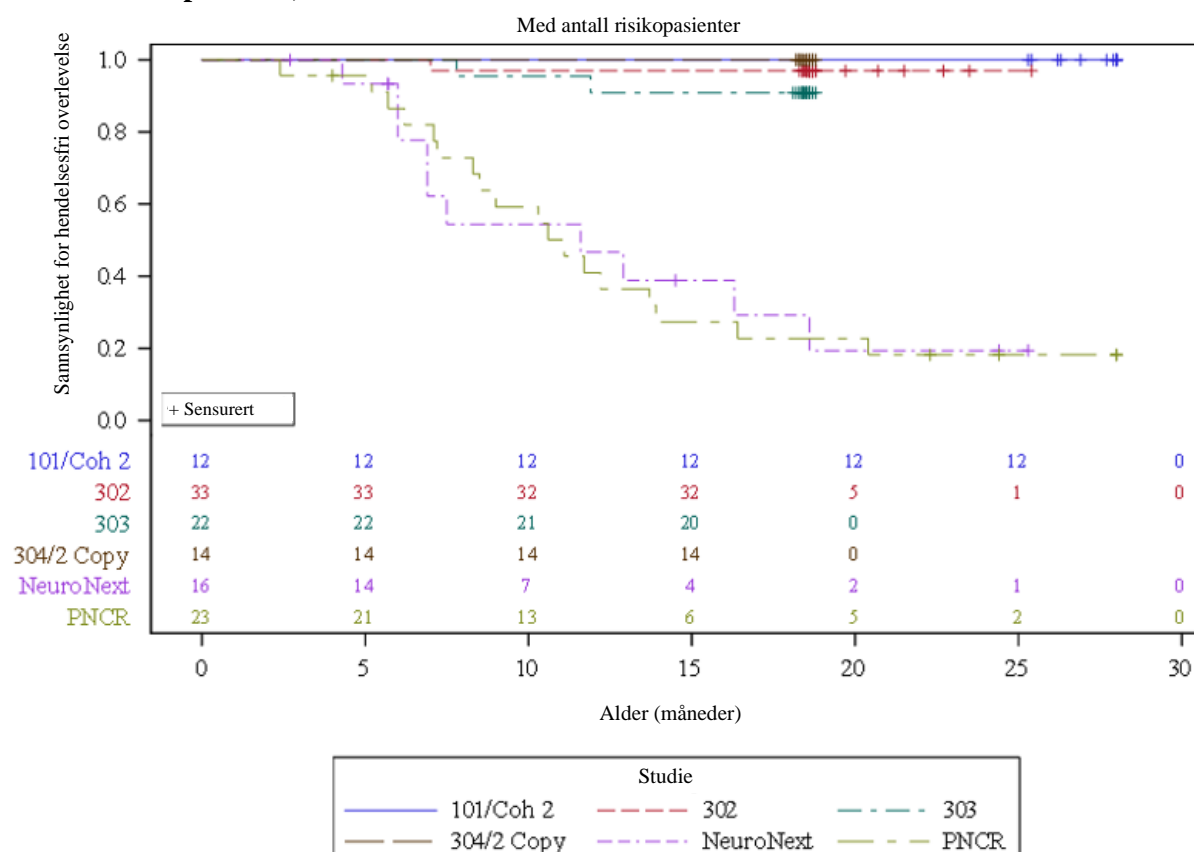 Med antall risikopasienter
Sannsynlighet for hendelsesfri overlevelse
1.0
0.8
0.6
0.4
0.2
0.0
+ Sensurert
101/Coh 2 12 12 12 12 12 12 0
302 33 33 32 32 5 1 0
303 22 22 21 20 0
304/2 Copy 14 14 14 14 0
NeuroNext 16 14 7 4 2 1 0
PNCR 23 21 13 6 5 2 0
0 5 10 15 20 25 30
Alder (måneder)
Studie
101/Coh 2 302 303
304/2 Copy NeuroNext PNCR